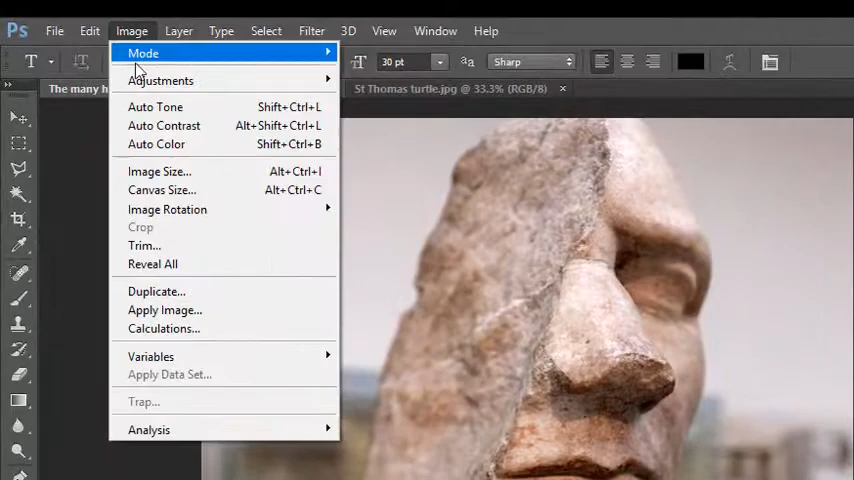 Ps File Edit Image Layer Type Select Filter 3D View Window Help
T 30 pt aa Sharp
The many h St Thomas turtle.jpg @ 33.3% (RGB/8) ×
Mode
Adjustments
Auto Tone Shift+Ctrl+L
Auto Contrast Alt+Shift+Ctrl+L
Auto Color Shift+Ctrl+B
Image Size... Alt+Ctrl+I
Canvas Size... Alt+Ctrl+C
Image Rotation
Crop
Trim...
Reveal All
Duplicate...
Apply Image...
Calculations...
Variables
Apply Data Set...
Trap...
Analysis